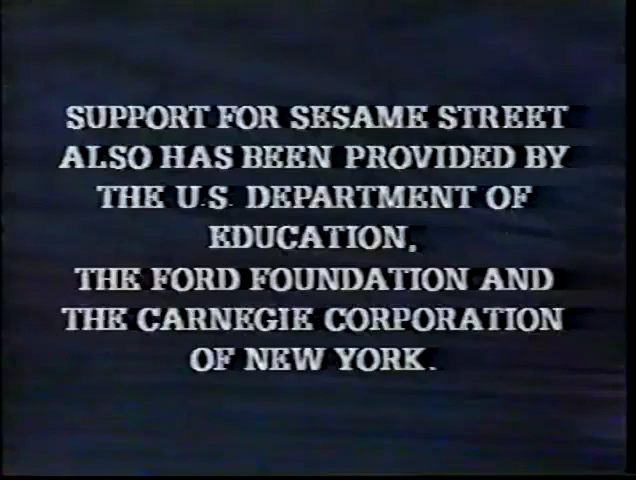 SUPPORT FOR SESAME STREET
ALSO HAS BEEN PROVIDED BY
THE U.S. DEPARTMENT OF
EDUCATION,
THE FORD FOUNDATION AND
THE CARNEGIE CORPORATION
OF NEW YORK.